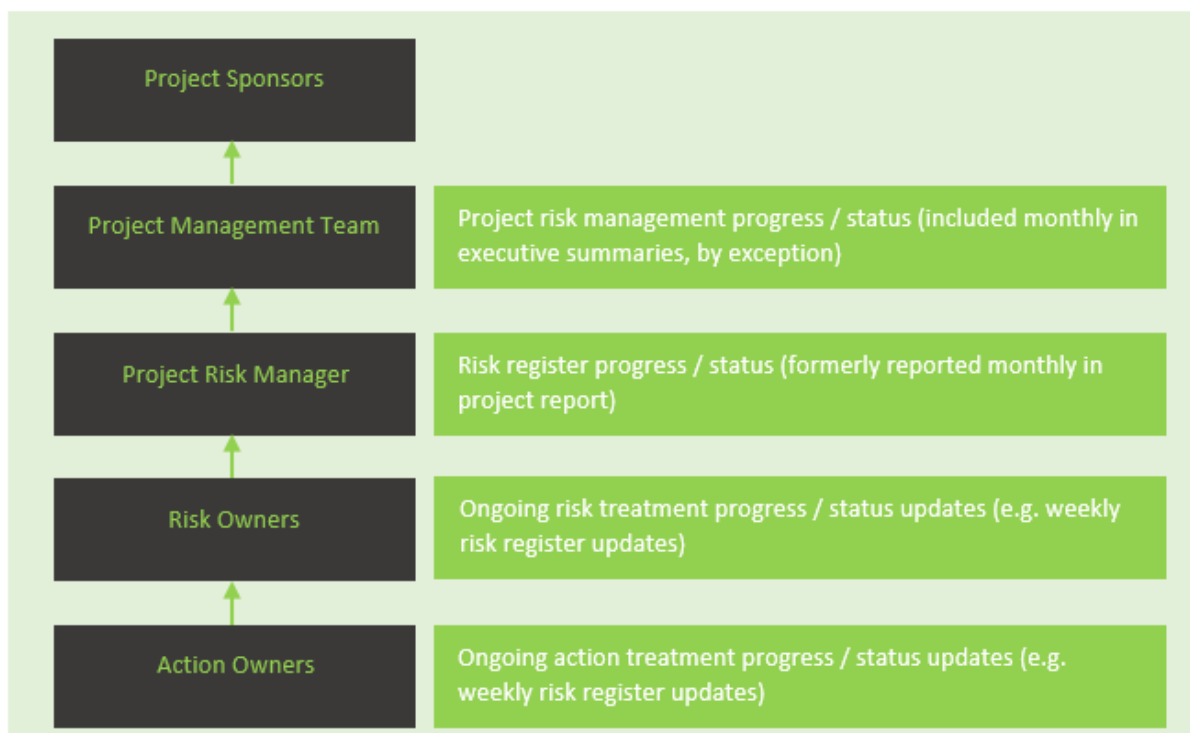 Project Sponsors
Project Management Team
Project risk management progress / status (included monthly in
executive summaries, by exception)
Project Risk Manager
Risk register progress / status (formerly reported monthly in
project report)
Risk Owners
Ongoing risk treatment progress / status updates (e.g. weekly
risk register updates)
Action Owners
Ongoing action treatment progress / status updates (e.g.
weekly risk register updates)